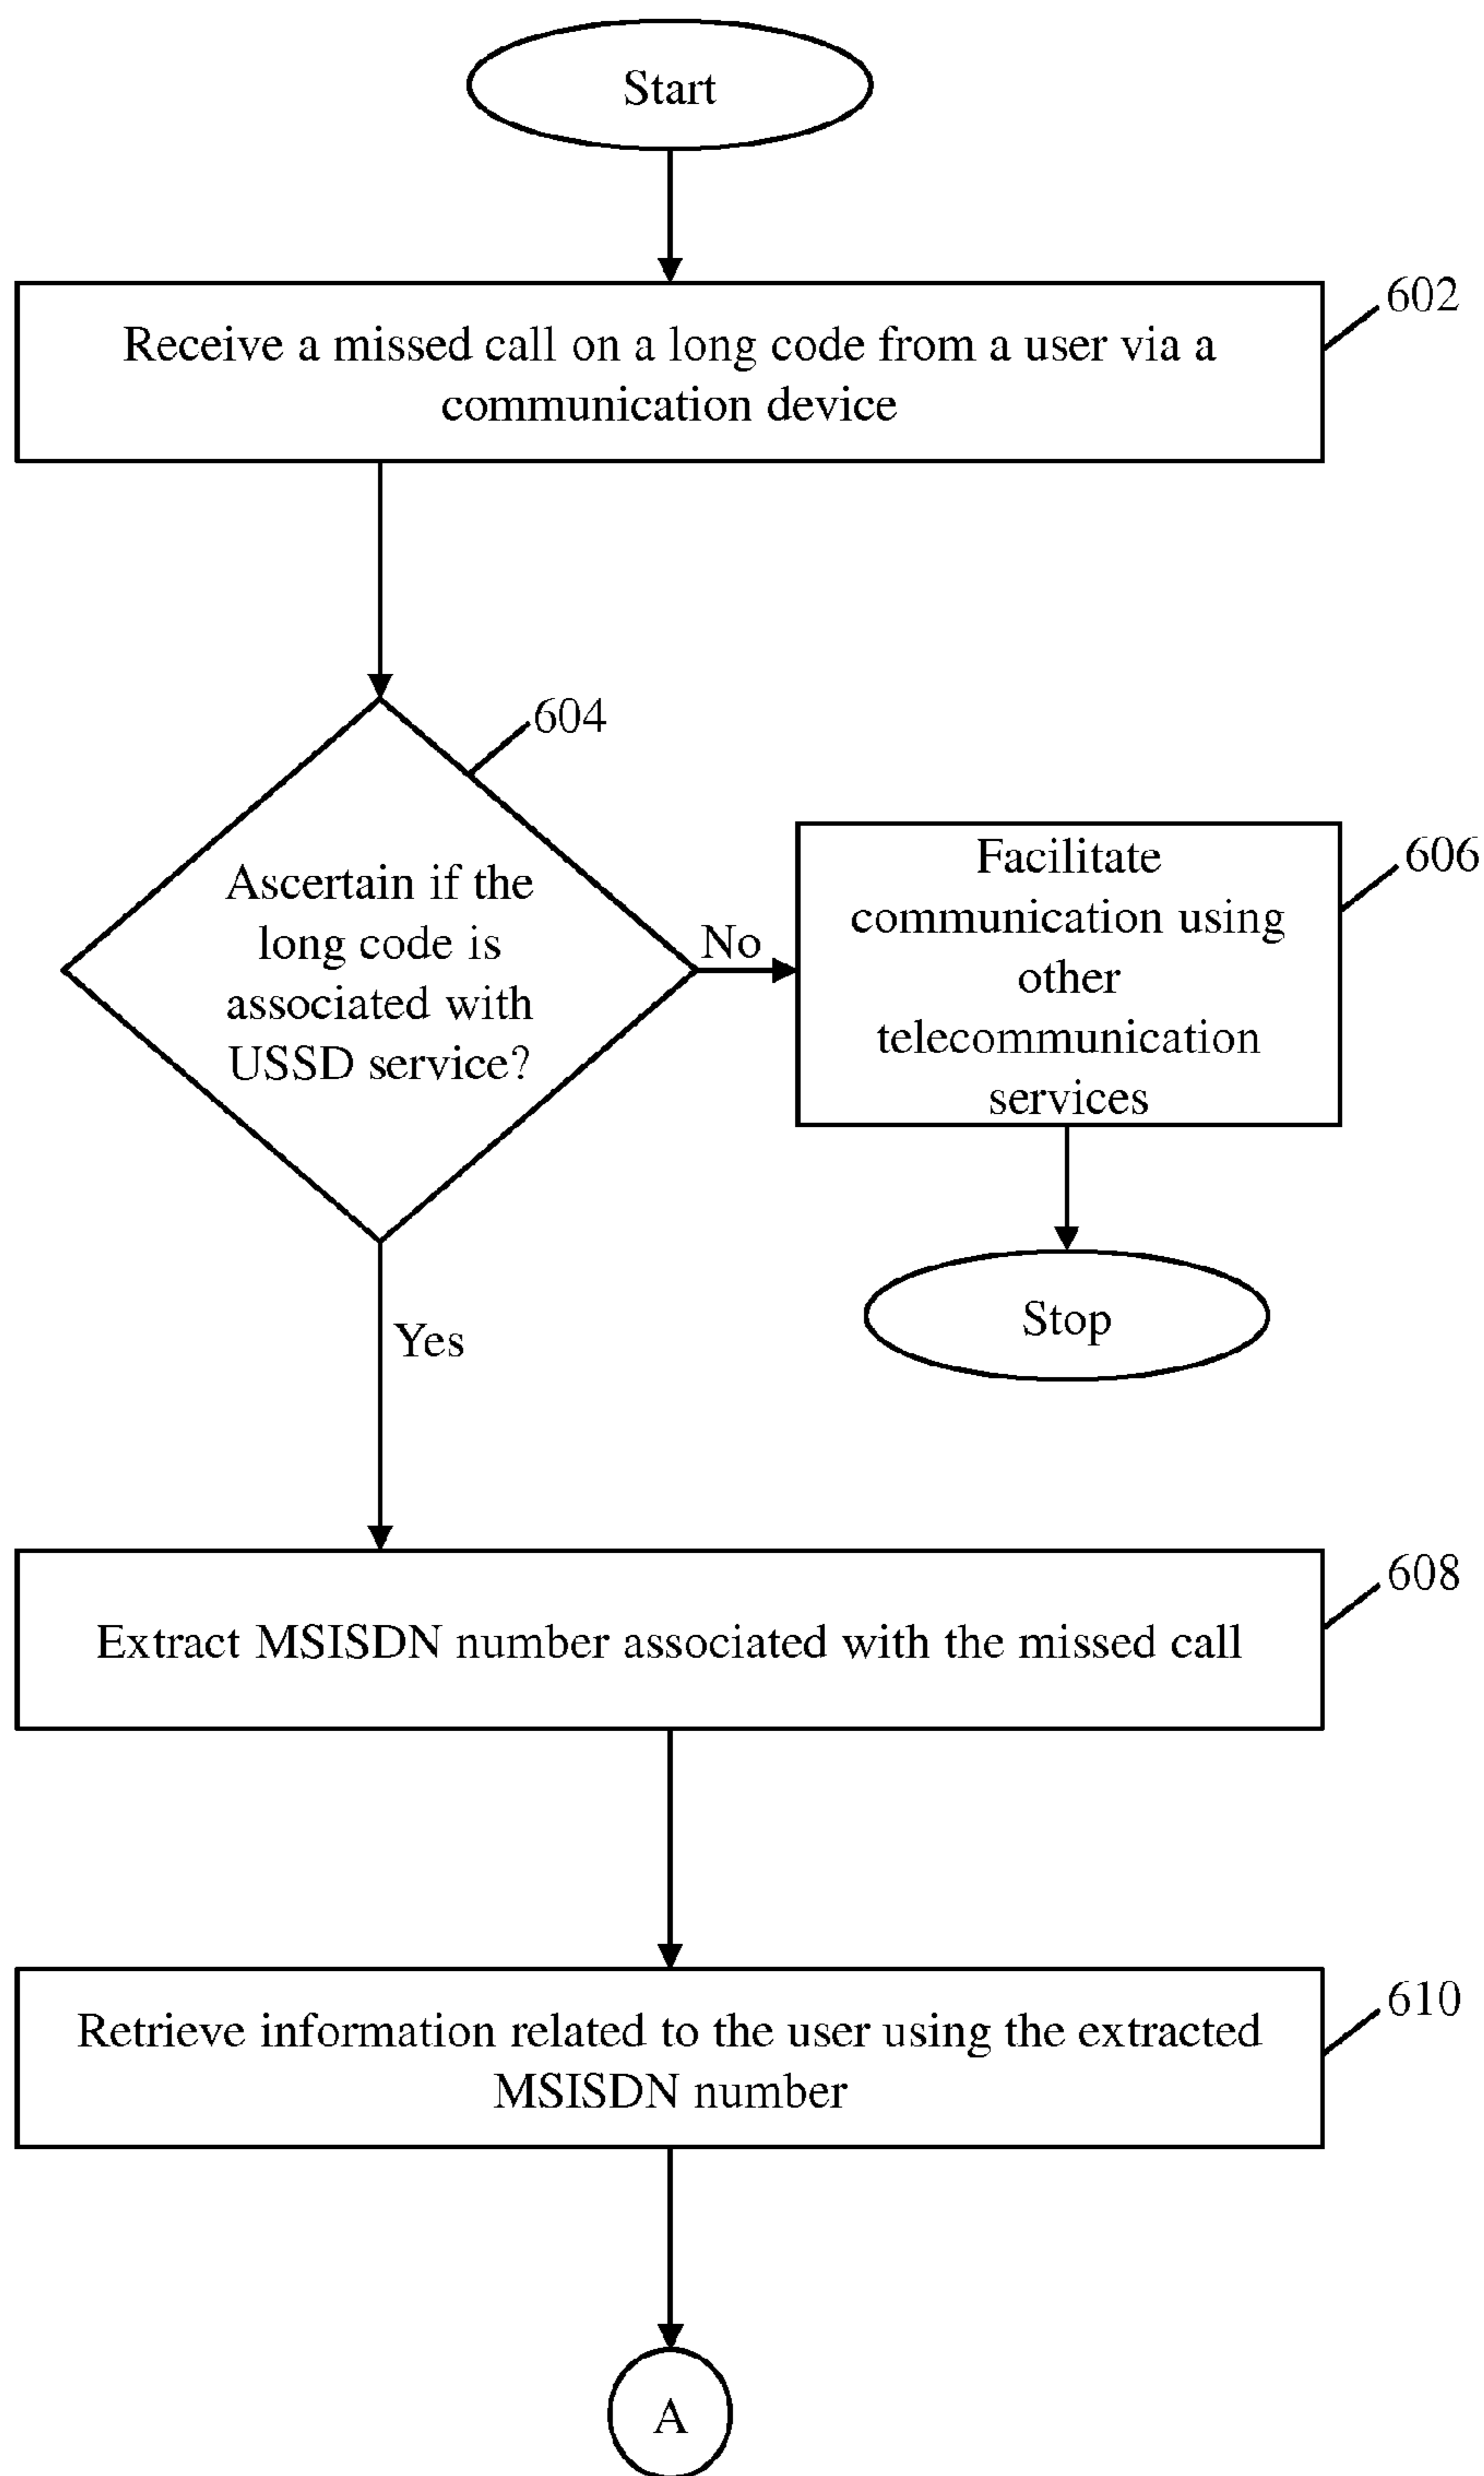 Start
602
Receive a missed call on a long code from a user via a
communication device
604
Ascertain if the
long code is
associated with
USSD service?
No
606
Facilitate
communication using
other
telecommunication
services
Stop
Yes
608
Extract MSISDN number associated with the missed call
610
Retrieve information related to the user using the extracted
MSISDN number
A